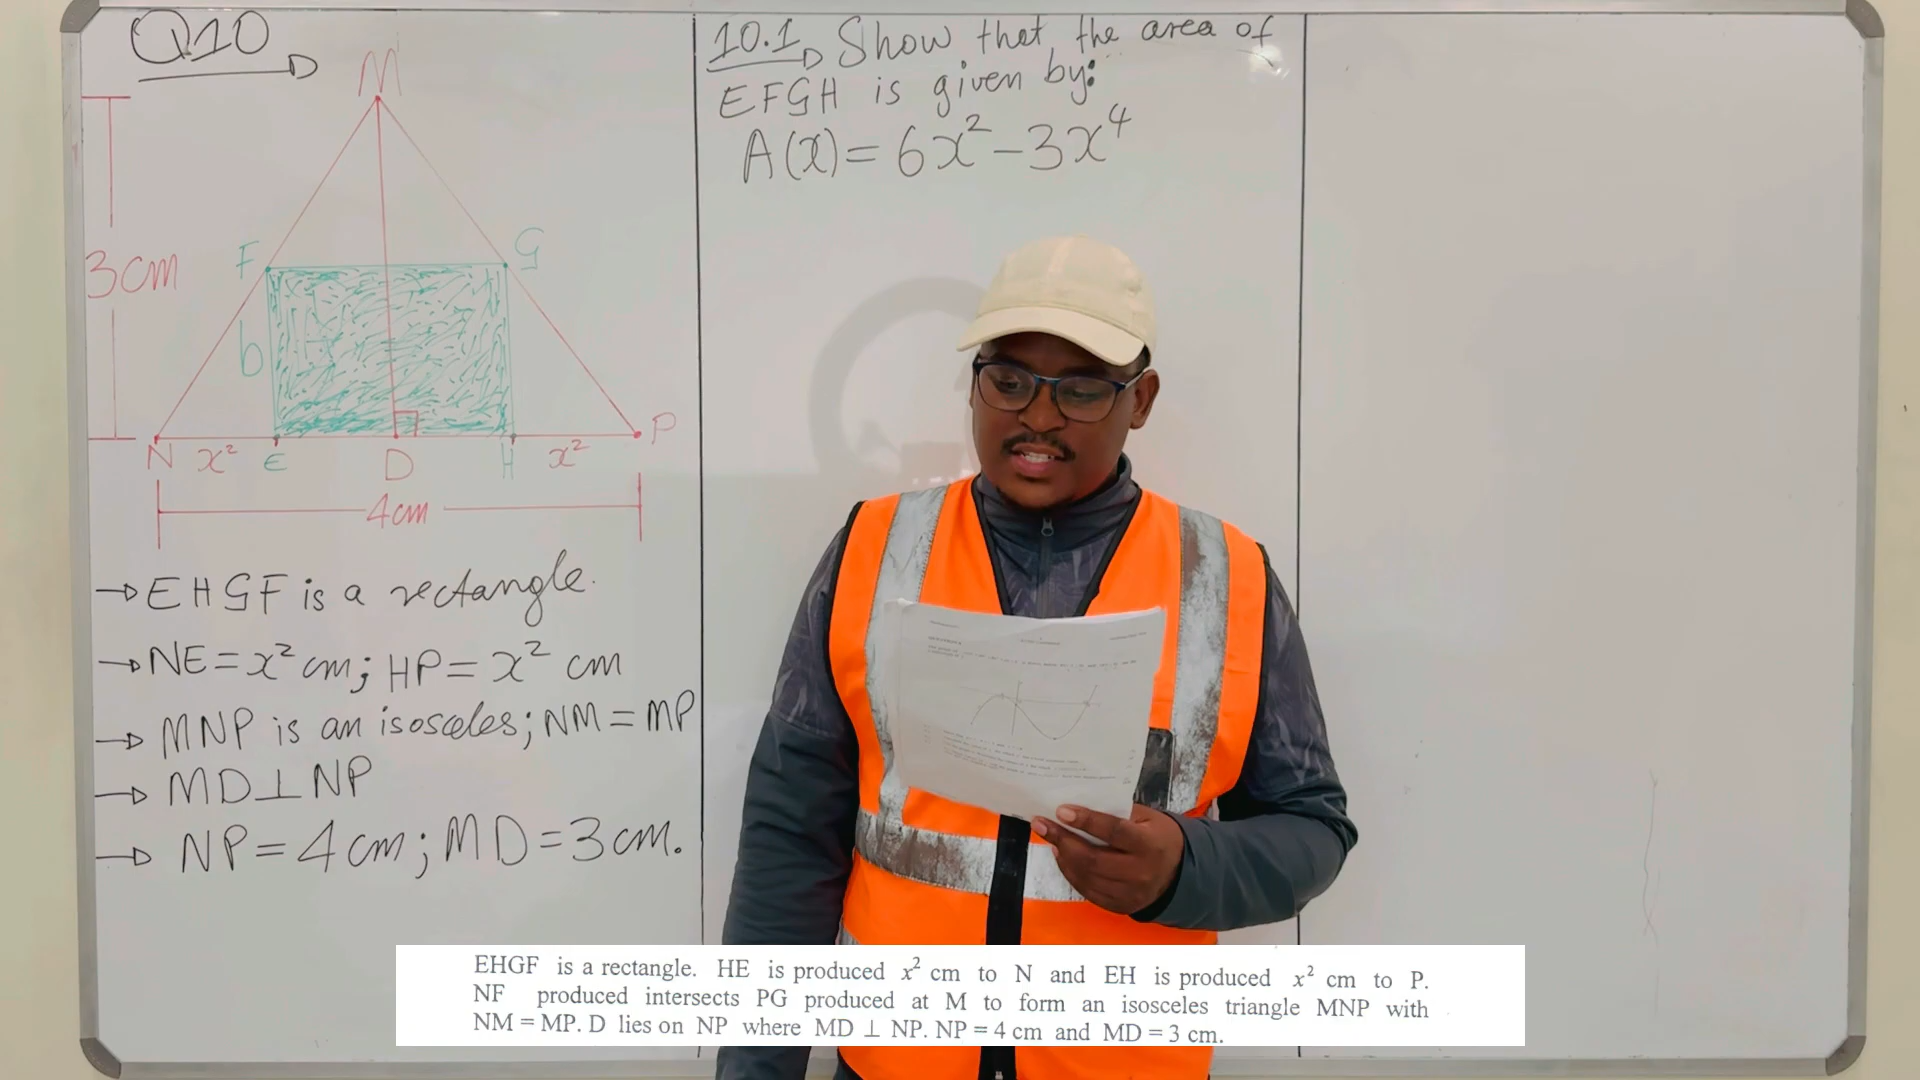 Q10
M
3cm
F
G
b
N x² E D H x² P
4cm
→ EHGF is a rectangle.
→ NE = x² cm; HP = x² cm
→ MNP is an isosceles; NM = MP
→ MD ⊥ NP
→ NP = 4 cm; MD = 3 cm.
10.1 Show that the area of
EFGH is given by:
A(x) = 6x² − 3x⁴
EHGF is a rectangle. HE is produced x² cm to N and EH is produced x² cm to P.
NF produced intersects PG produced at M to form an isosceles triangle MNP with
NM = MP. D lies on NP where MD ⊥ NP. NP = 4 cm and MD = 3 cm.